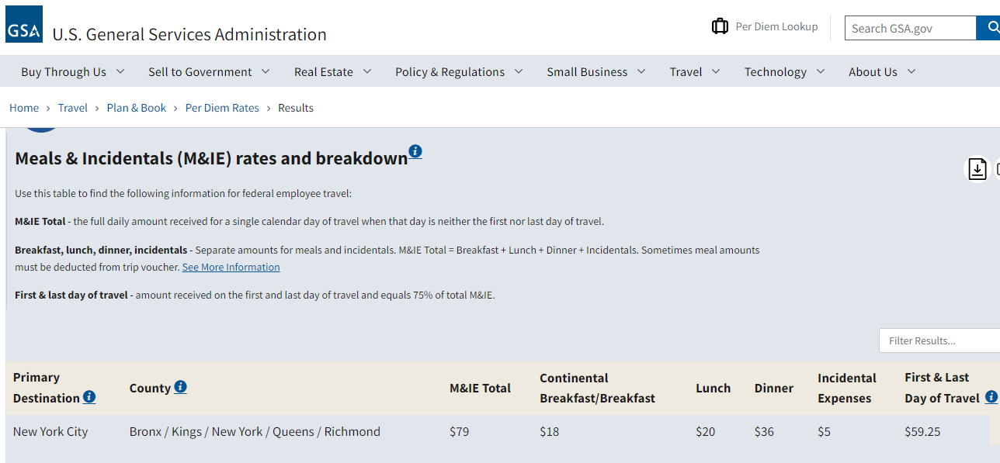 GSA
U.S. General Services Administration
Per Diem Lookup
Search GSA.gov
Buy Through Us
Sell to Government
Real Estate
Policy & Regulations
Small Business
Travel
Technology
About Us
Home › Travel › Plan & Book › Per Diem Rates › Results
Meals & Incidentals (M&IE) rates and breakdown i
Use this table to find the following information for federal employee travel:
M&IE Total - the full daily amount received for a single calendar day of travel when that day is neither the first nor last day of travel.
Breakfast, lunch, dinner, incidentals - Separate amounts for meals and incidentals. M&IE Total = Breakfast + Lunch + Dinner + Incidentals. Sometimes meal amounts
must be deducted from trip voucher. See More Information
First & last day of travel - amount received on the first and last day of travel and equals 75% of total M&IE.
Filter Results...
Primary
Destination i
County i
M&IE Total
Continental
Breakfast/Breakfast
Lunch
Dinner
Incidental
Expenses
First & Last
Day of Travel i
New York City
Bronx / Kings / New York / Queens / Richmond
$79
$18
$20
$36
$5
$59.25